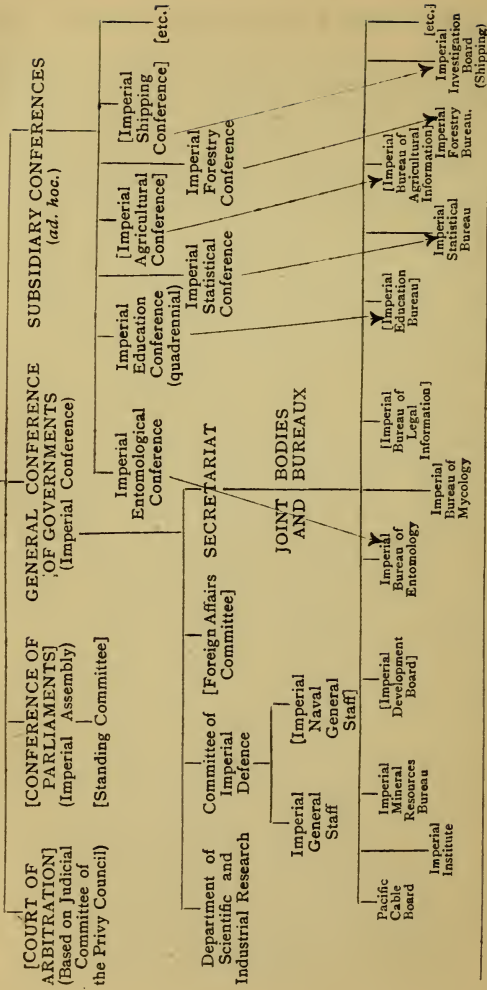 [COURT OF
ARBITRATION]
(Based on Judicial
Committee of
the Privy Council)
[CONFERENCE OF
PARLIAMENTS]
(Imperial Assembly)
[Standing Committee]
GENERAL CONFERENCE
OF GOVERNMENTS
(Imperial Conference)
SUBSIDIARY CONFERENCES
(ad. hoc.)
Imperial
Entomological
Conference
Imperial
Education
Conference
(quadrennial)
Imperial
Statistical
Conference
[Imperial
Agricultural
Conference]
Imperial
Forestry
Conference
[Imperial
Shipping
Conference]
[etc.]
SECRETARIAT
Department of
Scientific and
Industrial Research
Committee of
Imperial
Defence
[Foreign Affairs
Committee]
Imperial
General
Staff
[Imperial
Naval
General
Staff]
JOINT BODIES
AND BUREAUX
Pacific
Cable
Board
Imperial
Institute
Imperial
Mineral
Resources
Bureau
[Imperial
Development
Board]
Imperial
Bureau of
Entomology
Imperial
Bureau of
Mycology
[Imperial
Bureau of
Legal
Information]
[Imperial
Education
Bureau]
Imperial
Statistical
Bureau
[Imperial
Bureau of
Agricultural
Information]
Imperial
Forestry
Bureau.
Imperial
Investigation
Board
(Shipping)
[etc.]